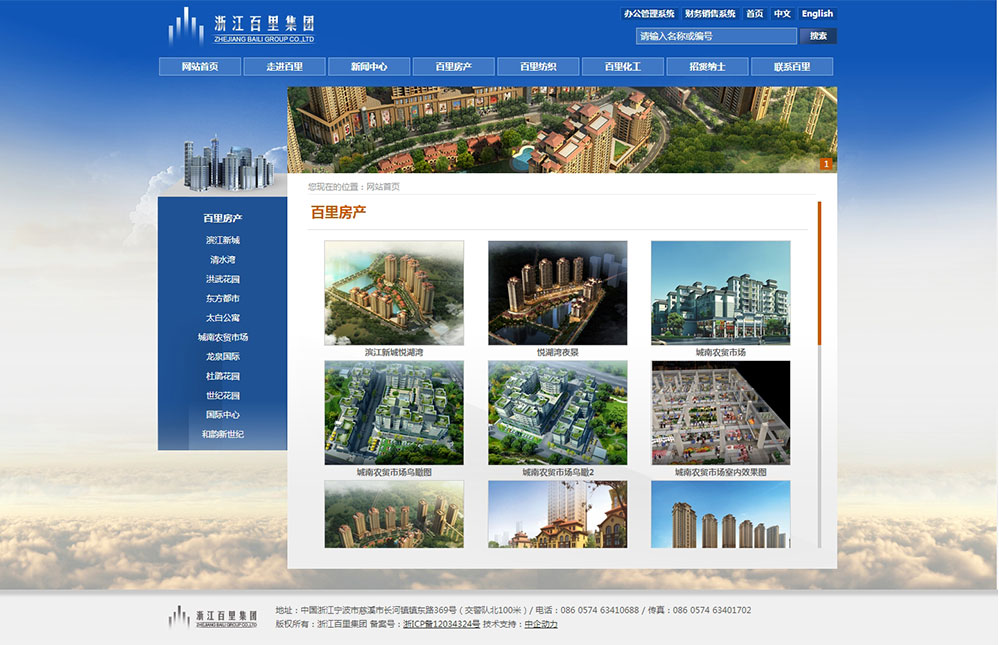 浙江百里集团
ZHEJIANG BAILI GROUP CO.,LTD
办公管理系统 财务销售系统 首页 中文 English
请输入名称或编号 搜索
网站首页 走进百里 新闻中心 百里房产 百里纺织 百里化工 招贤纳士 联系百里
1
您现在的位置：网站首页
百里房产
百里房产
滨江新城
清水湾
洪武花园
东方都市
太白公寓
城南农贸市场
龙泉国际
杜鹏花园
世纪花园
国际中心
和韵新世纪
滨江新城悦湖湾 悦湖湾夜景 城南农贸市场
城南农贸市场鸟瞰图 城南农贸市场鸟瞰2 城南农贸市场室内效果图
浙江百里集团
ZHEJIANG BAILI GROUP CO.,LTD
地址：中国浙江宁波市慈溪市长河镇镇东路369号（交警队北100米）/ 电话：086 0574 63410688 / 传真：086 0574 63401702
版权所有：浙江百里集团 备案号：浙ICP备12034324号 技术支持：中企动力